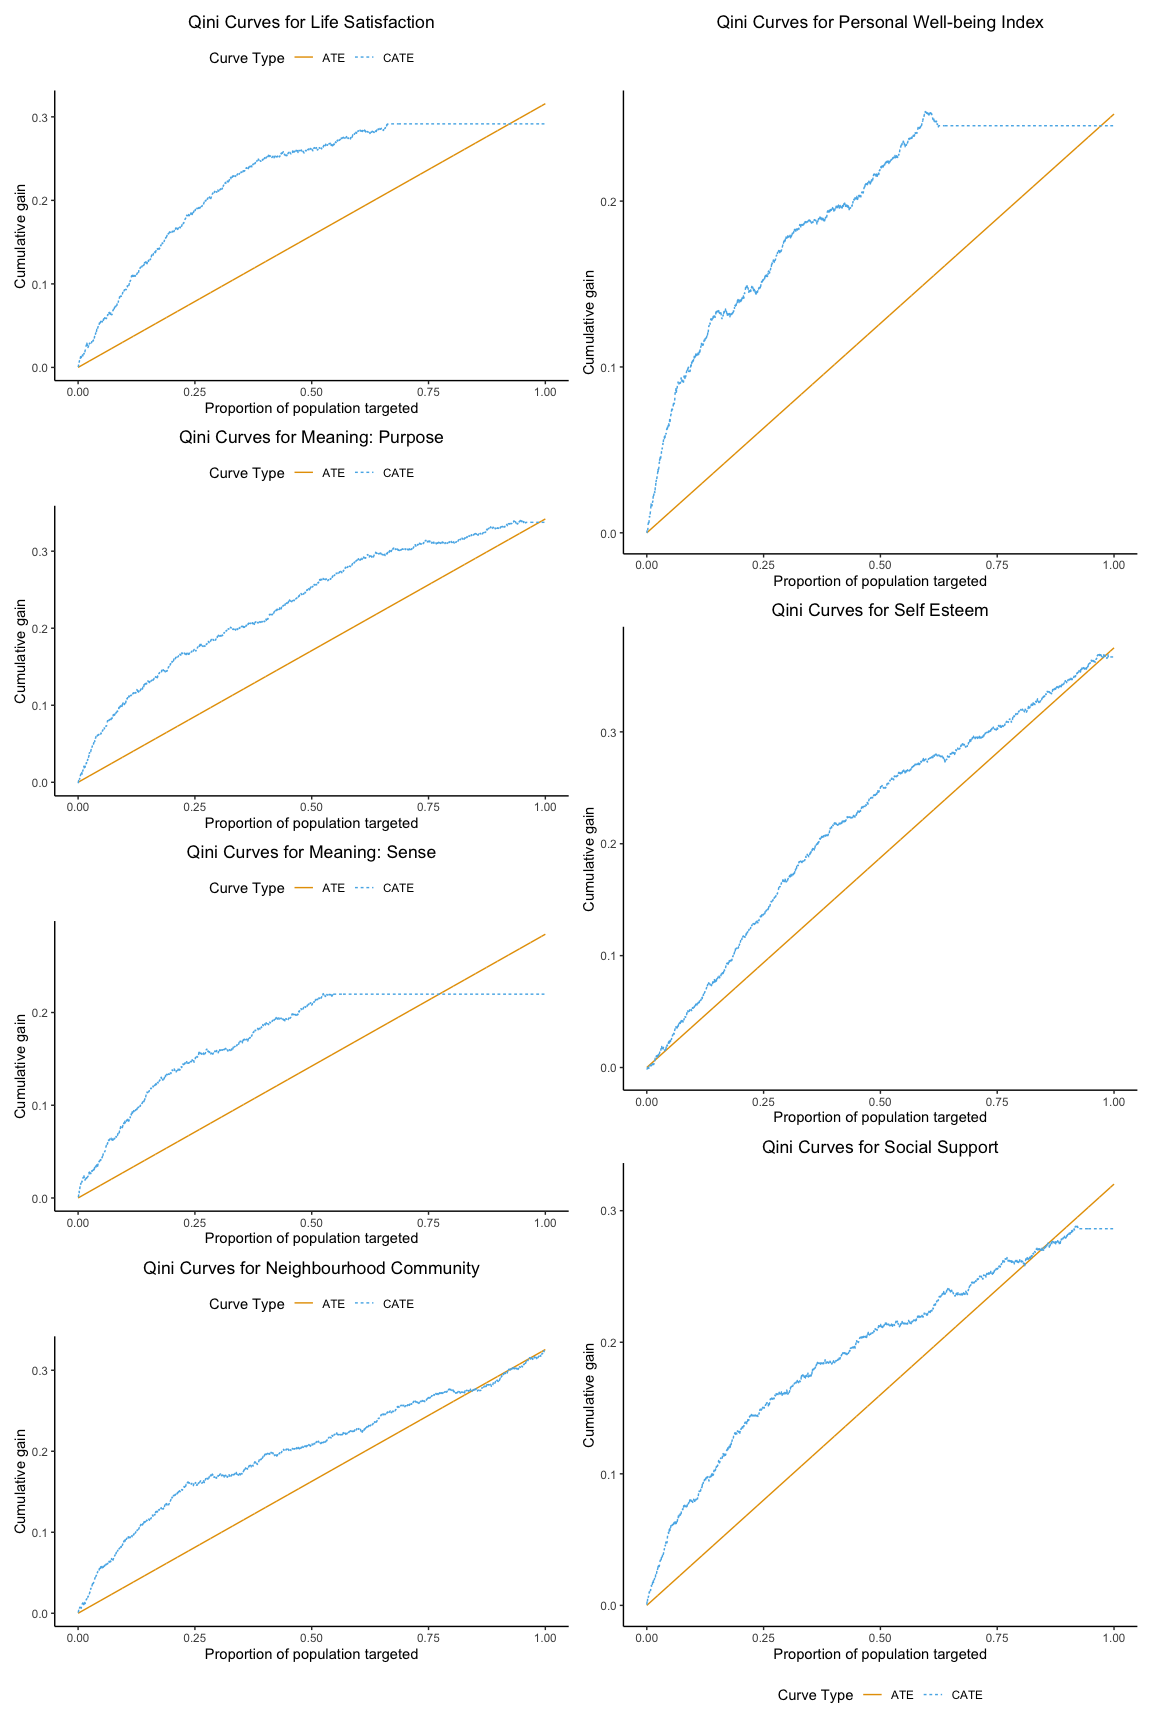 Qini Curves for Life Satisfaction
Curve Type ATE CATE
Cumulative gain
0.3
0.2
0.1
0.0
0.00 0.25 0.50 0.75 1.00
Proportion of population targeted
Qini Curves for Meaning: Purpose
Curve Type ATE CATE
Cumulative gain
0.3
0.2
0.1
0.0
0.00 0.25 0.50 0.75 1.00
Proportion of population targeted
Qini Curves for Meaning: Sense
Curve Type ATE CATE
Cumulative gain
0.2
0.1
0.0
0.00 0.25 0.50 0.75 1.00
Proportion of population targeted
Qini Curves for Neighbourhood Community
Curve Type ATE CATE
Cumulative gain
0.3
0.2
0.1
0.0
0.00 0.25 0.50 0.75 1.00
Proportion of population targeted
Qini Curves for Personal Well-being Index
Cumulative gain
0.2
0.1
0.0
0.00 0.25 0.50 0.75 1.00
Proportion of population targeted
Qini Curves for Self Esteem
Cumulative gain
0.3
0.2
0.1
0.0
0.00 0.25 0.50 0.75 1.00
Proportion of population targeted
Qini Curves for Social Support
Cumulative gain
0.3
0.2
0.1
0.0
0.00 0.25 0.50 0.75 1.00
Proportion of population targeted
Curve Type ATE CATE